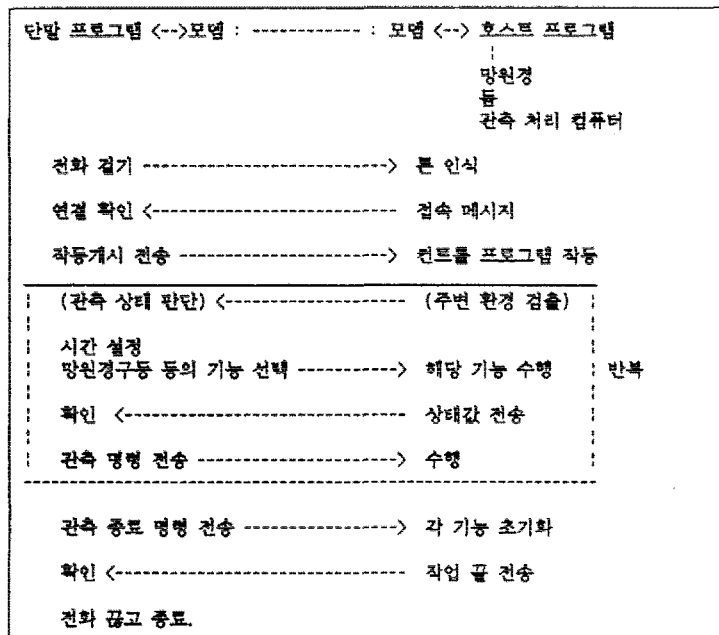 단말 프로그램 <-->모뎀 : ------------ : 모뎀 <--> 호스트 프로그램
망원경
돔
관측 처리 컴퓨터
전화 걸기 -------------------------> 톤 인식
연결 확인 <------------------------- 접속 메시지
작동개시 전송 ---------------------> 컨트롤 프로그램 작동
(관측 상태 판단) <------------------ (주변 환경 검출)
시간 설정
망원경구동 등의 기능 선택 ----------> 해당 기능 수행 반복
확인 <---------------------------- 상태값 전송
관측 명령 전송 --------------------> 수행
관측 종료 명령 전송 ---------------> 각 기능 초기화
확인 <----------------------------- 작업 끝 전송
전화 끊고 종료.